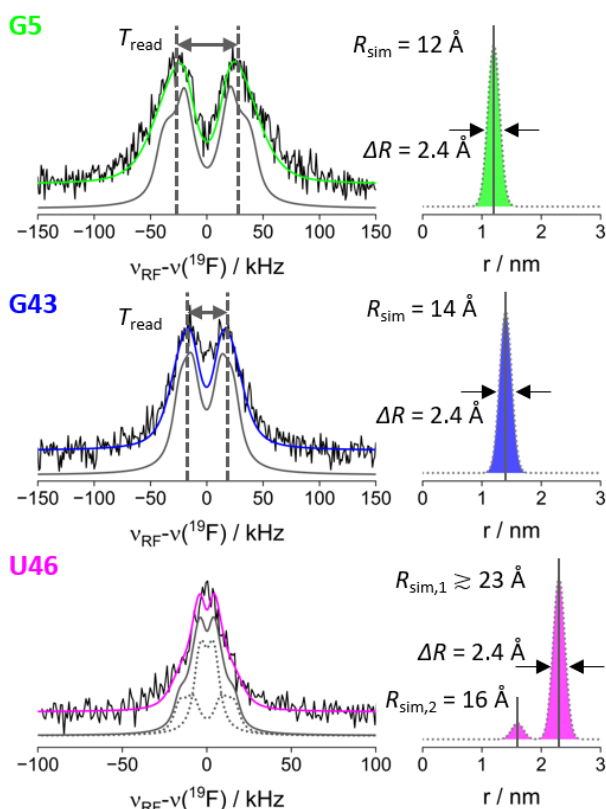 G5
T_read
R_sim = 12 Å
ΔR = 2.4 Å
−150 −100 −50 0 50 100 150
ν_RF-ν(¹⁹F) / kHz
0 1 2 3
r / nm
G43
T_read
R_sim = 14 Å
ΔR = 2.4 Å
−150 −100 −50 0 50 100 150
ν_RF-ν(¹⁹F) / kHz
0 1 2 3
r / nm
U46
R_sim,1 ≳ 23 Å
ΔR = 2.4 Å
R_sim,2 = 16 Å
−100 −50 0 50 100
ν_RF-ν(¹⁹F) / kHz
0 1 2 3
r / nm